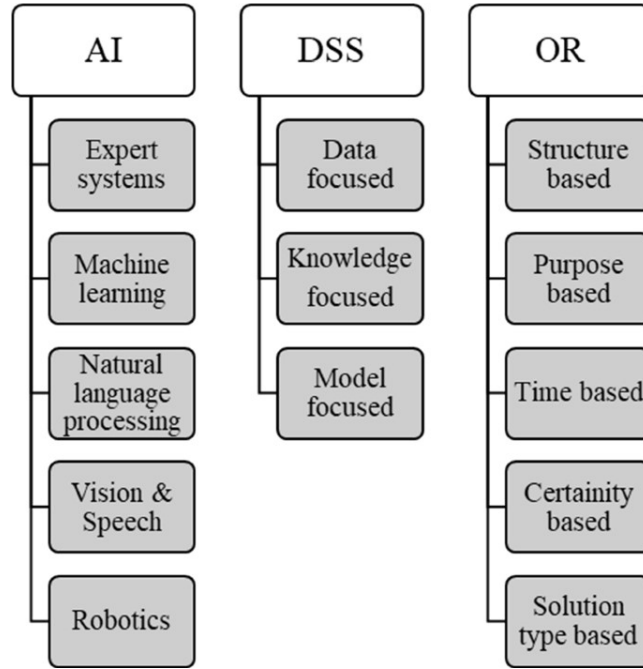 AI
Expert
systems
Machine
learning
Natural
language
processing
Vision &
Speech
Robotics
DSS
Data
focused
Knowledge
focused
Model
focused
OR
Structure
based
Purpose
based
Time based
Certainity
based
Solution
type based